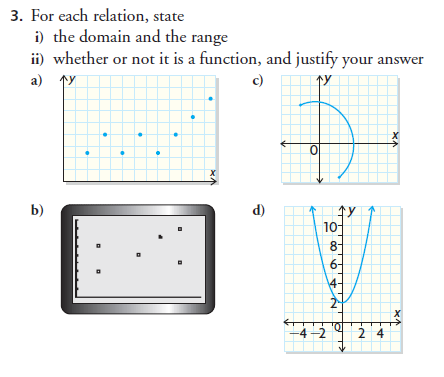 3. For each relation, state
i) the domain and the range
ii) whether or not it is a function, and justify your answer
a) y
x
c) y
x
0
b)
d) y
10
8
6
4
2
x
-4 -2 0 2 4